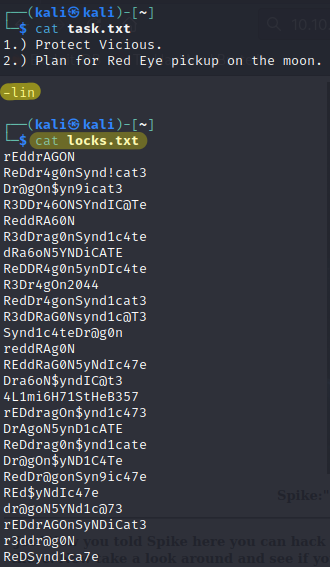 10.10
┌──(kali㉿kali)-[~]
└─$ cat task.txt
1.) Protect Vicious.
2.) Plan for Red Eye pickup on the moon.
-lin
┌──(kali㉿kali)-[~]
└─$ cat locks.txt
rEddrAGON
ReDdr4g0nSynd!cat3
Dr@gOn$yn9icat3
R3DDr46ONSYndIC@Te
ReddRA60N
R3dDrag0nSynd1c4te
dRa6oN5YNDiCATE
ReDDR4g0n5ynDIc4te
R3Dr4gOn2044
RedDr4gonSynd1cat3
R3dDRaG0Nsynd1c@T3
Synd1c4teDr@g0n
reddRAg0N
REddRaG0N5yNdIc47e
Dra6oN$yndIC@t3
4L1mi6H71StHeB357
rEDdragOn$ynd1c473
DrAgoN5ynD1cATE
ReDdrag0n$ynd1cate
Dr@gOn$yND1C4Te
RedDr@gonSyn9ic47e
REd$yNdIc47e
dr@goN5YNd1c@73
rEDdrAGOnSyNDiCat3
r3ddr@g0N
ReDSynd1ca7e
Spike:"
you told Spike here you can hack
ake a look around and see if yo